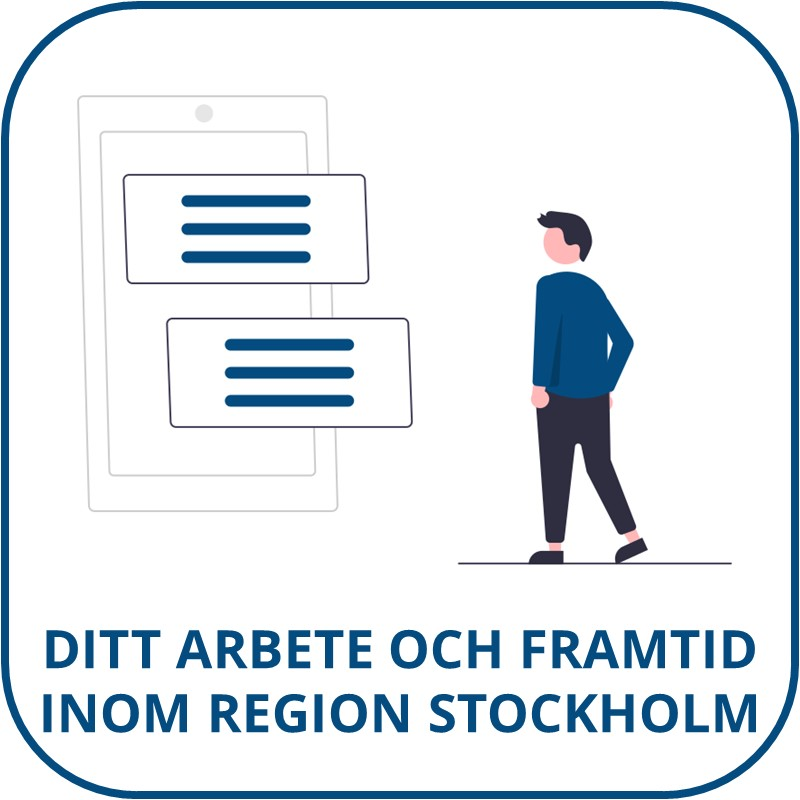 DITT ARBETE OCH FRAMTID
INOM REGION STOCKHOLM